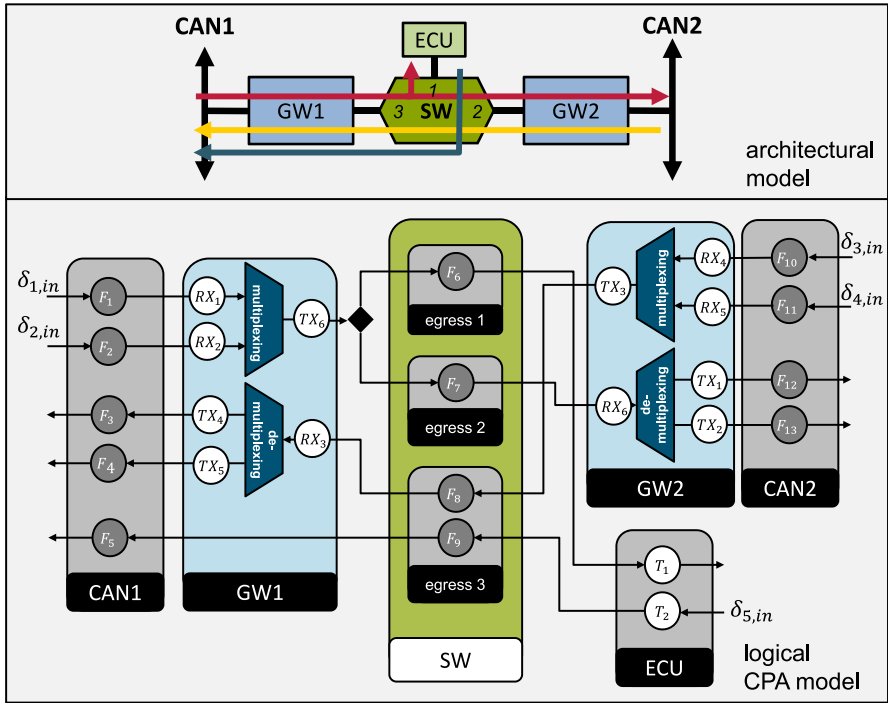 CAN1
ECU
CAN2
GW1
1
3
SW
2
GW2
architectural
model
δ1,in
δ2,in
F1
F2
F3
F4
F5
CAN1
RX1
RX2
multiplexing
TX6
TX4
TX5
de-
multiplexing
RX3
GW1
F6
egress 1
F7
egress 2
F8
F9
egress 3
SW
TX3
multiplexing
RX4
RX5
RX6
de-
multiplexing
TX1
TX2
GW2
F10
F11
F12
F13
CAN2
δ3,in
δ4,in
T1
T2
ECU
δ5,in
logical
CPA model